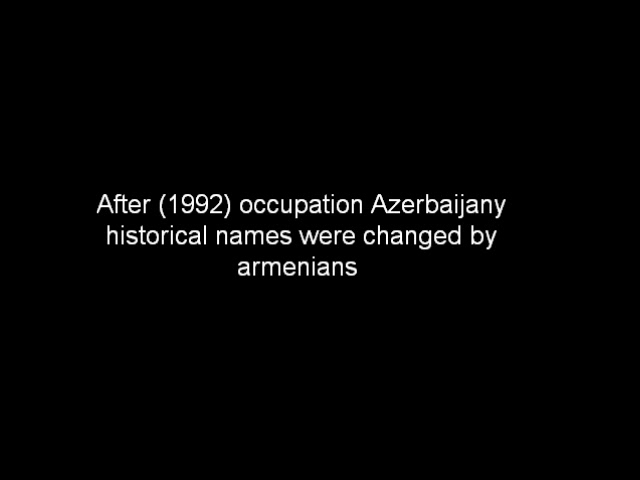 After (1992) occupation Azerbaijany
historical names were changed by
armenians